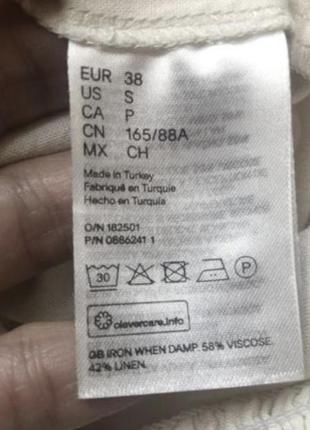 EUR 38
US S
CA P
CN 165/88A
MX CH
Made in Turkey
Fabriqué en Turquie
Hecho en Turquía
O/N 182501
P/N 0886241 1
30
P
clevercare.info
GB IRON WHEN DAMP. 58% VISCOSE.
42% LINEN.